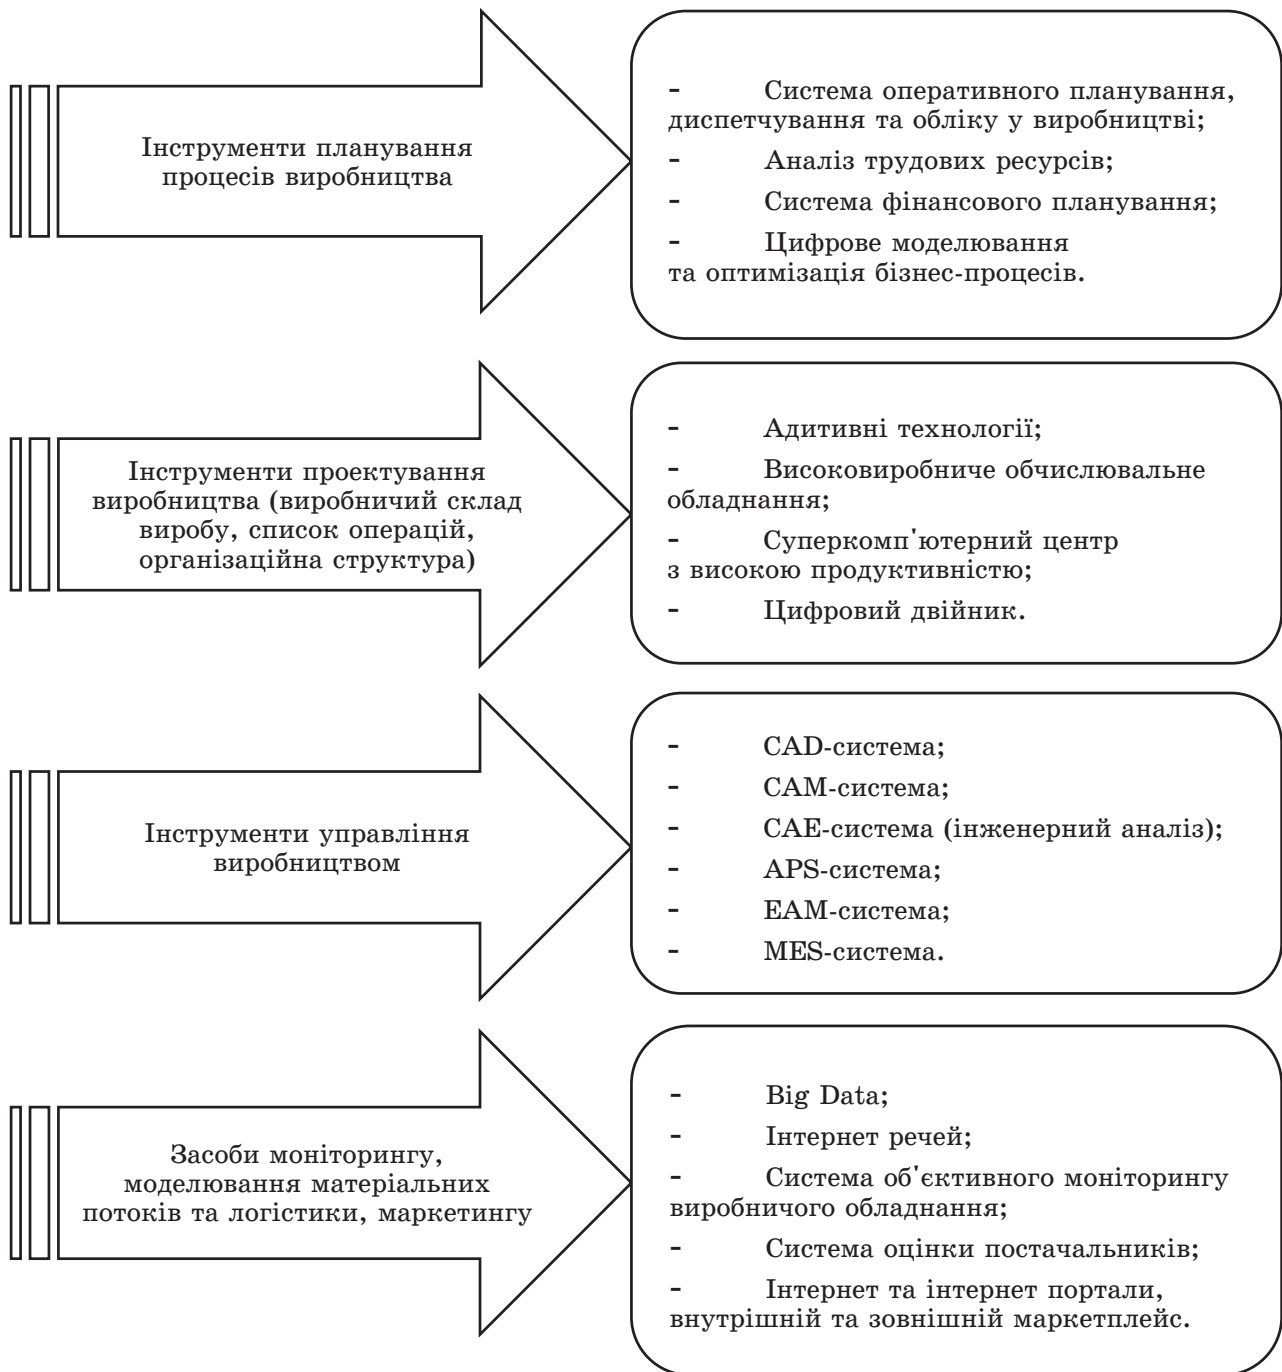 Інструменти планування
процесів виробництва
- Система оперативного планування,
диспетчування та обліку у виробництві;
- Аналіз трудових ресурсів;
- Система фінансового планування;
- Цифрове моделювання
та оптимізація бізнес-процесів.
Інструменти проектування
виробництва (виробничий склад
виробу, список операцій,
організаційна структура)
- Адитивні технології;
- Високовиробниче обчислювальне
обладнання;
- Суперкомп'ютерний центр
з високою продуктивністю;
- Цифровий двійник.
Інструменти управління
виробництвом
- CAD-система;
- CAM-система;
- CAE-система (інженерний аналіз);
- APS-система;
- EAM-система;
- MES-система.
Засоби моніторингу,
моделювання матеріальних
потоків та логістики, маркетингу
- Big Data;
- Інтернет речей;
- Система об'єктивного моніторингу
виробничого обладнання;
- Система оцінки постачальників;
- Інтернет та інтернет портали,
внутрішній та зовнішній маркетплейс.